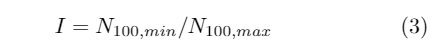 I = N_{100,min}/N_{100,max} (3)